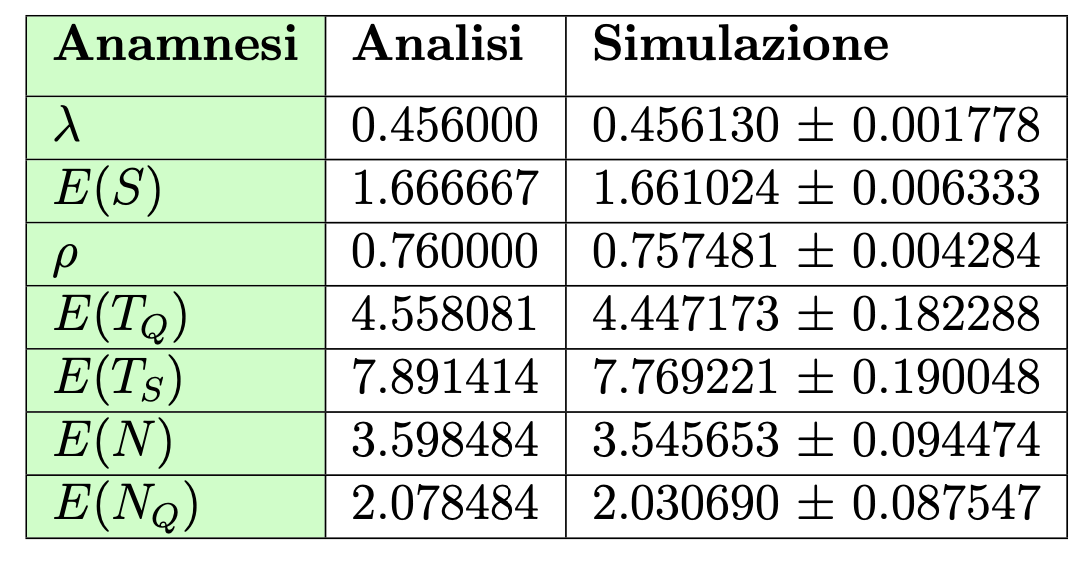 Anamnesi Analisi Simulazione
λ 0.456000 0.456130 ± 0.001778
E(S) 1.666667 1.661024 ± 0.006333
ρ 0.760000 0.757481 ± 0.004284
E(T_Q) 4.558081 4.447173 ± 0.182288
E(T_S) 7.891414 7.769221 ± 0.190048
E(N) 3.598484 3.545653 ± 0.094474
E(N_Q) 2.078484 2.030690 ± 0.087547